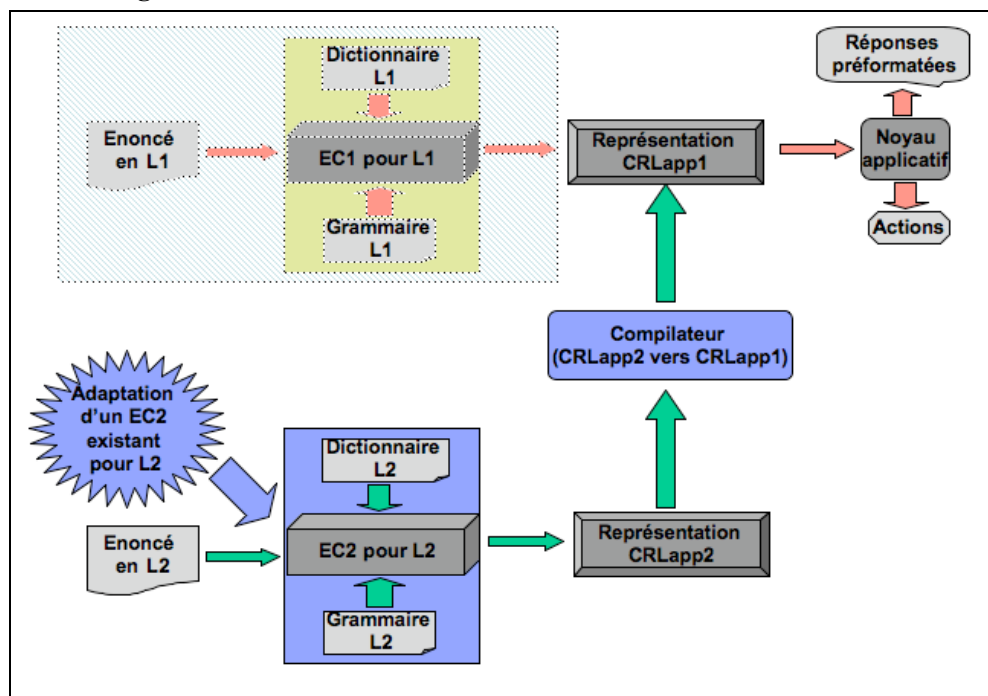 Dictionnaire
L1
Enoncé
en L1
EC1 pour L1
Grammaire
L1
Représentation
CRLapp1
Réponses
préformatées
Noyau
applicatif
Actions
Compilateur
(CRLapp2 vers CRLapp1)
Adaptation
d'un EC2
existant
pour L2
Dictionnaire
L2
Enoncé
en L2
EC2 pour L2
Grammaire
L2
Représentation
CRLapp2